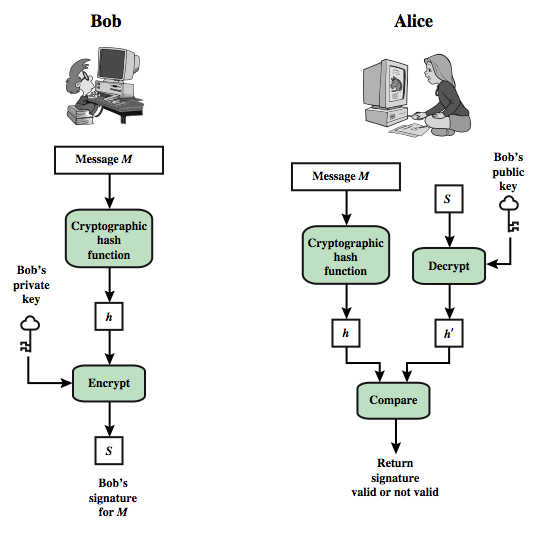 Bob
Alice
Message M
Cryptographic
hash
function
Bob's
private
key
h
Encrypt
S
Bob's
signature
for M
Message M
Cryptographic
hash
function
h
Bob's
public
key
S
Decrypt
h'
Compare
Return
signature
valid or not valid